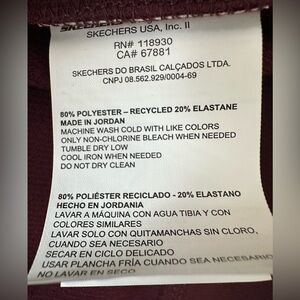 SKECHERS USA, Inc. II
RN# 118930
CA# 67881
SKECHERS DO BRASIL CALÇADOS LTDA.
CNPJ 08.562.929/0004-69
80% POLYESTER – RECYCLED 20% ELASTANE
MADE IN JORDAN
MACHINE WASH COLD WITH LIKE COLORS
ONLY NON-CHLORINE BLEACH WHEN NEEDED
TUMBLE DRY LOW
COOL IRON WHEN NEEDED
DO NOT DRY CLEAN
80% POLIÉSTER RECICLADO - 20% ELASTANO
HECHO EN JORDANIA
LAVAR A MÁQUINA CON AGUA TIBIA Y CON
COLORES SIMILARES
LAVAR SOLO CON QUITAMANCHAS SIN CLORO,
CUANDO SEA NECESARIO
SECAR EN CICLO DELICADO
USAR PLANCHA FRÍA CUANDO SEA NECESARIO
NO LAVAR EN SECO